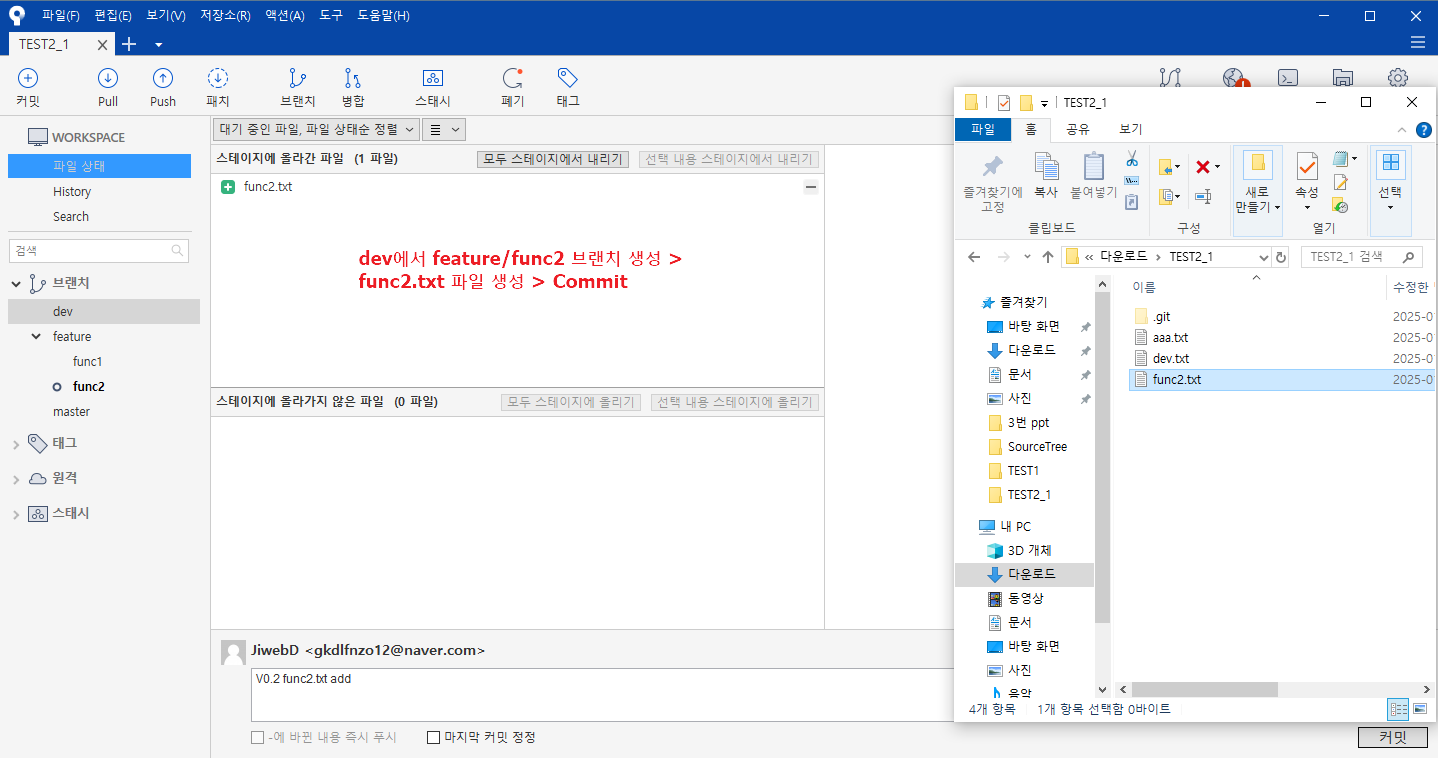 파일(F) 편집(E) 보기(V) 저장소(R) 액션(A) 도구 도움말(H)
TEST2_1
커밋 Pull Push 패치 브랜치 병합 스태시 폐기 태그
WORKSPACE
파일 상태
History
Search
검색
브랜치
dev
feature
func1
func2
master
태그
원격
스태시
대기 중인 파일, 파일 상태순 정렬
스테이지에 올라간 파일 (1 파일) 모두 스테이지에서 내리기 선택 내용 스테이지에서 내리기
func2.txt
dev에서 feature/func2 브랜치 생성 >
func2.txt 파일 생성 > Commit
스테이지에 올라가지 않은 파일 (0 파일) 모두 스테이지에 올리기 선택 내용 스테이지에 올리기
JiwebD <gkdlfnzo12@naver.com>
V0.2 func2.txt add
-에 바뀐 내용 즉시 푸시 마지막 커밋 정정
커밋
TEST2_1
파일 홈 공유 보기
즐겨찾기에
고정
복사 붙여넣기
새로
만들기
속성 선택
클립보드 구성 열기
« 다운로드 > TEST2_1 TEST2_1 검색
즐겨찾기
바탕 화면
다운로드
문서
사진
3번 ppt
SourceTree
TEST1
TEST2_1
내 PC
3D 개체
다운로드
동영상
문서
바탕 화면
사진
음악
이름 수정한
.git 2025-0
aaa.txt 2025-0
dev.txt 2025-0
func2.txt 2025-0
4개 항목 1개 항목 선택함 0바이트